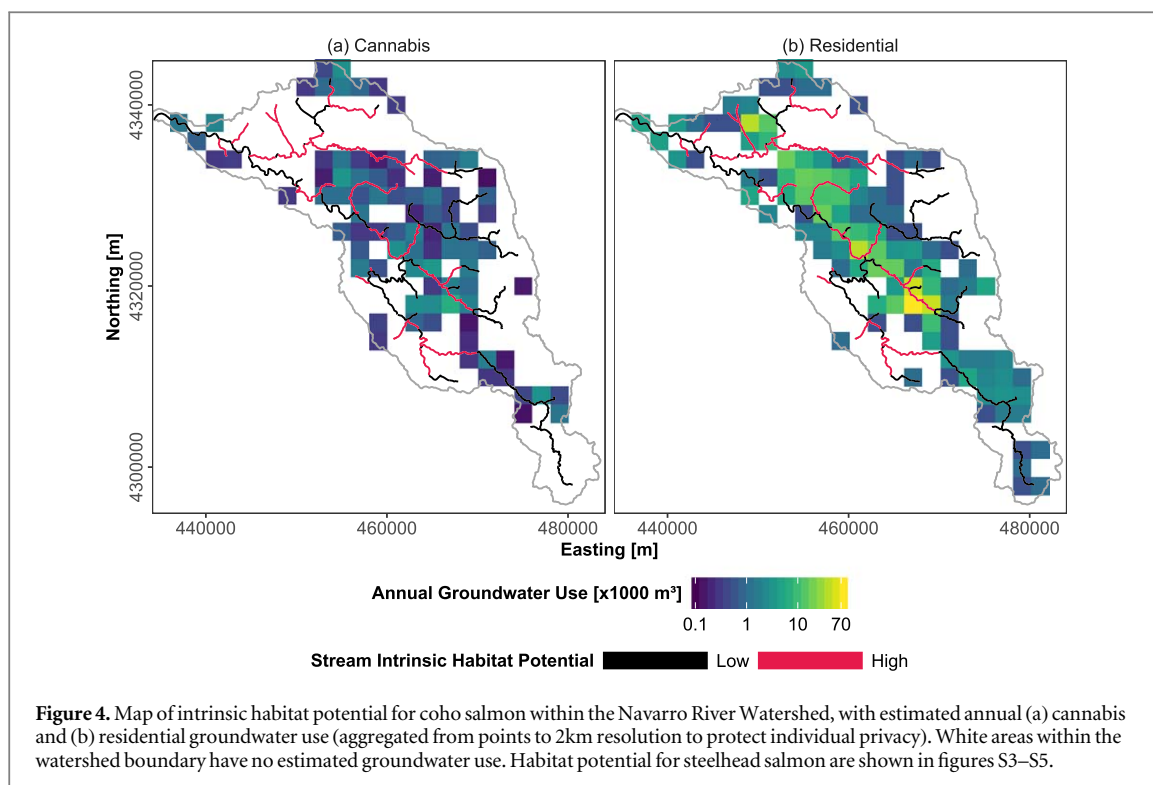 (a) Cannabis
(b) Residential
Northing [m]
4340000
4320000
4300000
440000
460000
480000
440000
460000
480000
Easting [m]
Annual Groundwater Use [x1000 m³]
0.1
1
10
70
Stream Intrinsic Habitat Potential
Low
High
Figure 4. Map of intrinsic habitat potential for coho salmon within the Navarro River Watershed, with estimated annual (a) cannabis
and (b) residential groundwater use (aggregated from points to 2km resolution to protect individual privacy). White areas within the
watershed boundary have no estimated groundwater use. Habitat potential for steelhead salmon are shown in figures S3–S5.